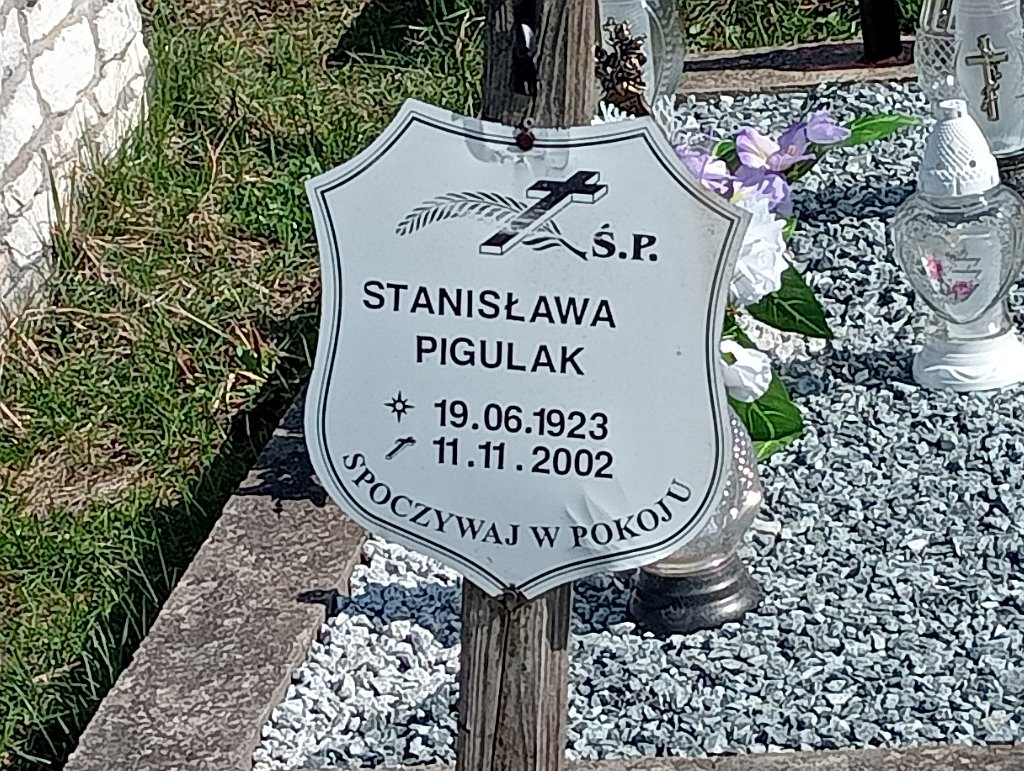 Ś.P.
STANISŁAWA
PIGULAK
19.06.1923
11.11.2002
SPOCZYWAJ W POKOJU